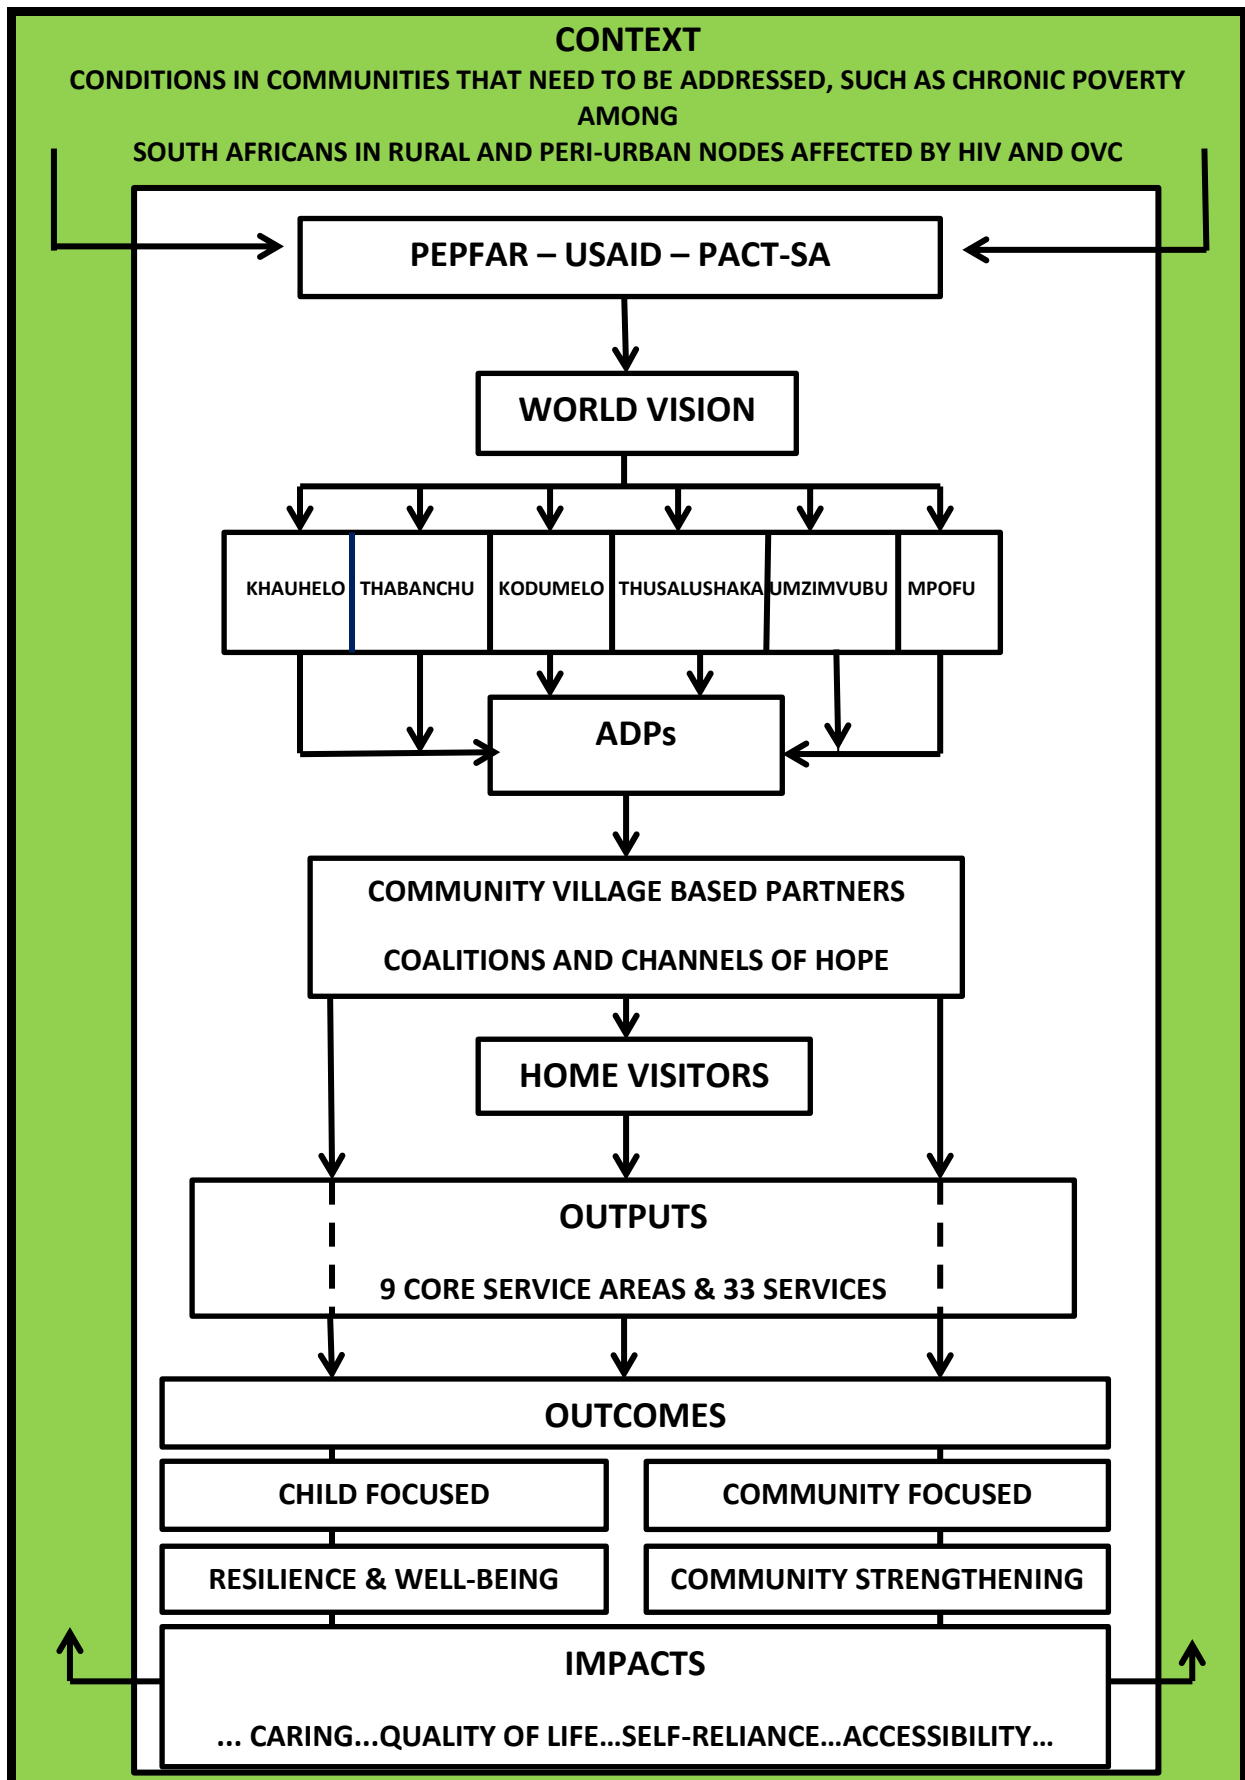 CONTEXT
CONDITIONS IN COMMUNITIES THAT NEED TO BE ADDRESSED, SUCH AS CHRONIC POVERTY
AMONG
SOUTH AFRICANS IN RURAL AND PERI-URBAN NODES AFFECTED BY HIV AND OVC
PEPFAR – USAID – PACT-SA
WORLD VISION
KHAUHELO THABANCHU KODUMELO THUSALUSHAKA UMZIMVUBU MPOFU
ADPs
COMMUNITY VILLAGE BASED PARTNERS
COALITIONS AND CHANNELS OF HOPE
HOME VISITORS
OUTPUTS
9 CORE SERVICE AREAS & 33 SERVICES
OUTCOMES
CHILD FOCUSED COMMUNITY FOCUSED
RESILIENCE & WELL-BEING COMMUNITY STRENGTHENING
IMPACTS
... CARING...QUALITY OF LIFE...SELF-RELIANCE...ACCESSIBILITY...